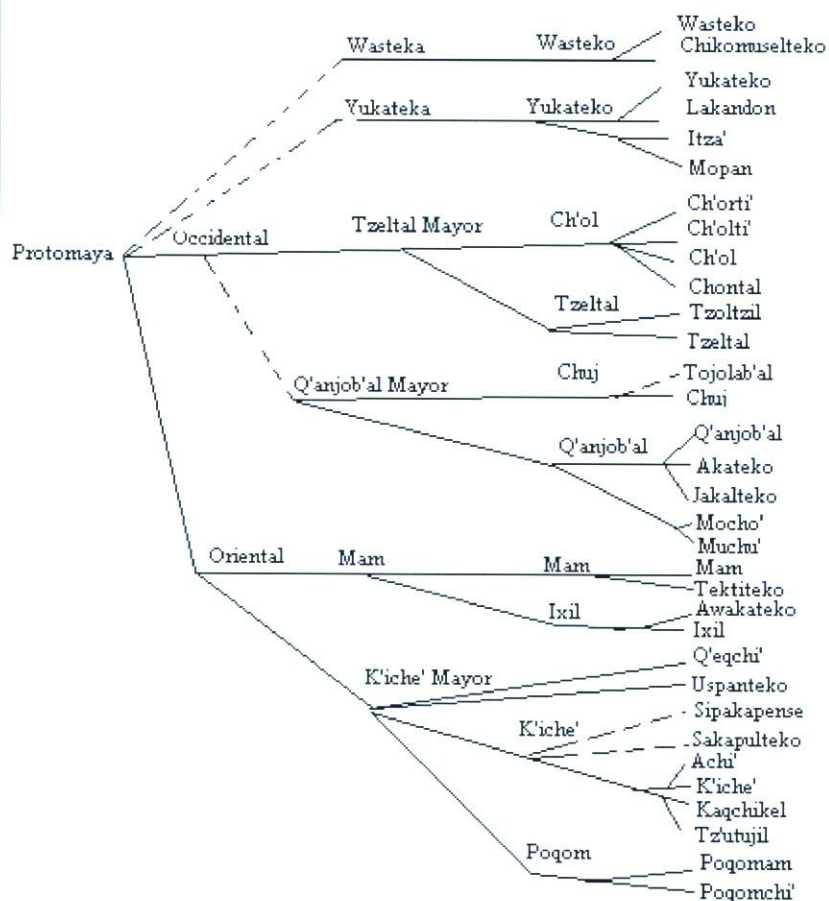 Wasteko
Wasteka Wasteko Chikomuselteko
Yukateko
Yukateka Yukateko Lakandon
Itza'
Mopan
Ch'orti'
Protomaya Occidental Tzeltal Mayor Ch'ol Ch'olti'
Ch'ol
Chontal
Tzeltal Tzoltzil
Tzeltal
Q'anjob'al Mayor Chuj Tojolab'al
Chuj
Q'anjob'al Q'anjob'al
Akateko
Jakalteko
Mocho'
Muchu'
Oriental Mam Mam Mam
Tektiteko
Ixil Awakateko
Ixil
K'iche' Mayor Q'eqchi'
Uspanteko
K'iche' Sipakapense
Sakapulteko
Achi'
K'iche'
Kaqchikel
Tz'utujil
Poqom Poqomam
Poqomchi'